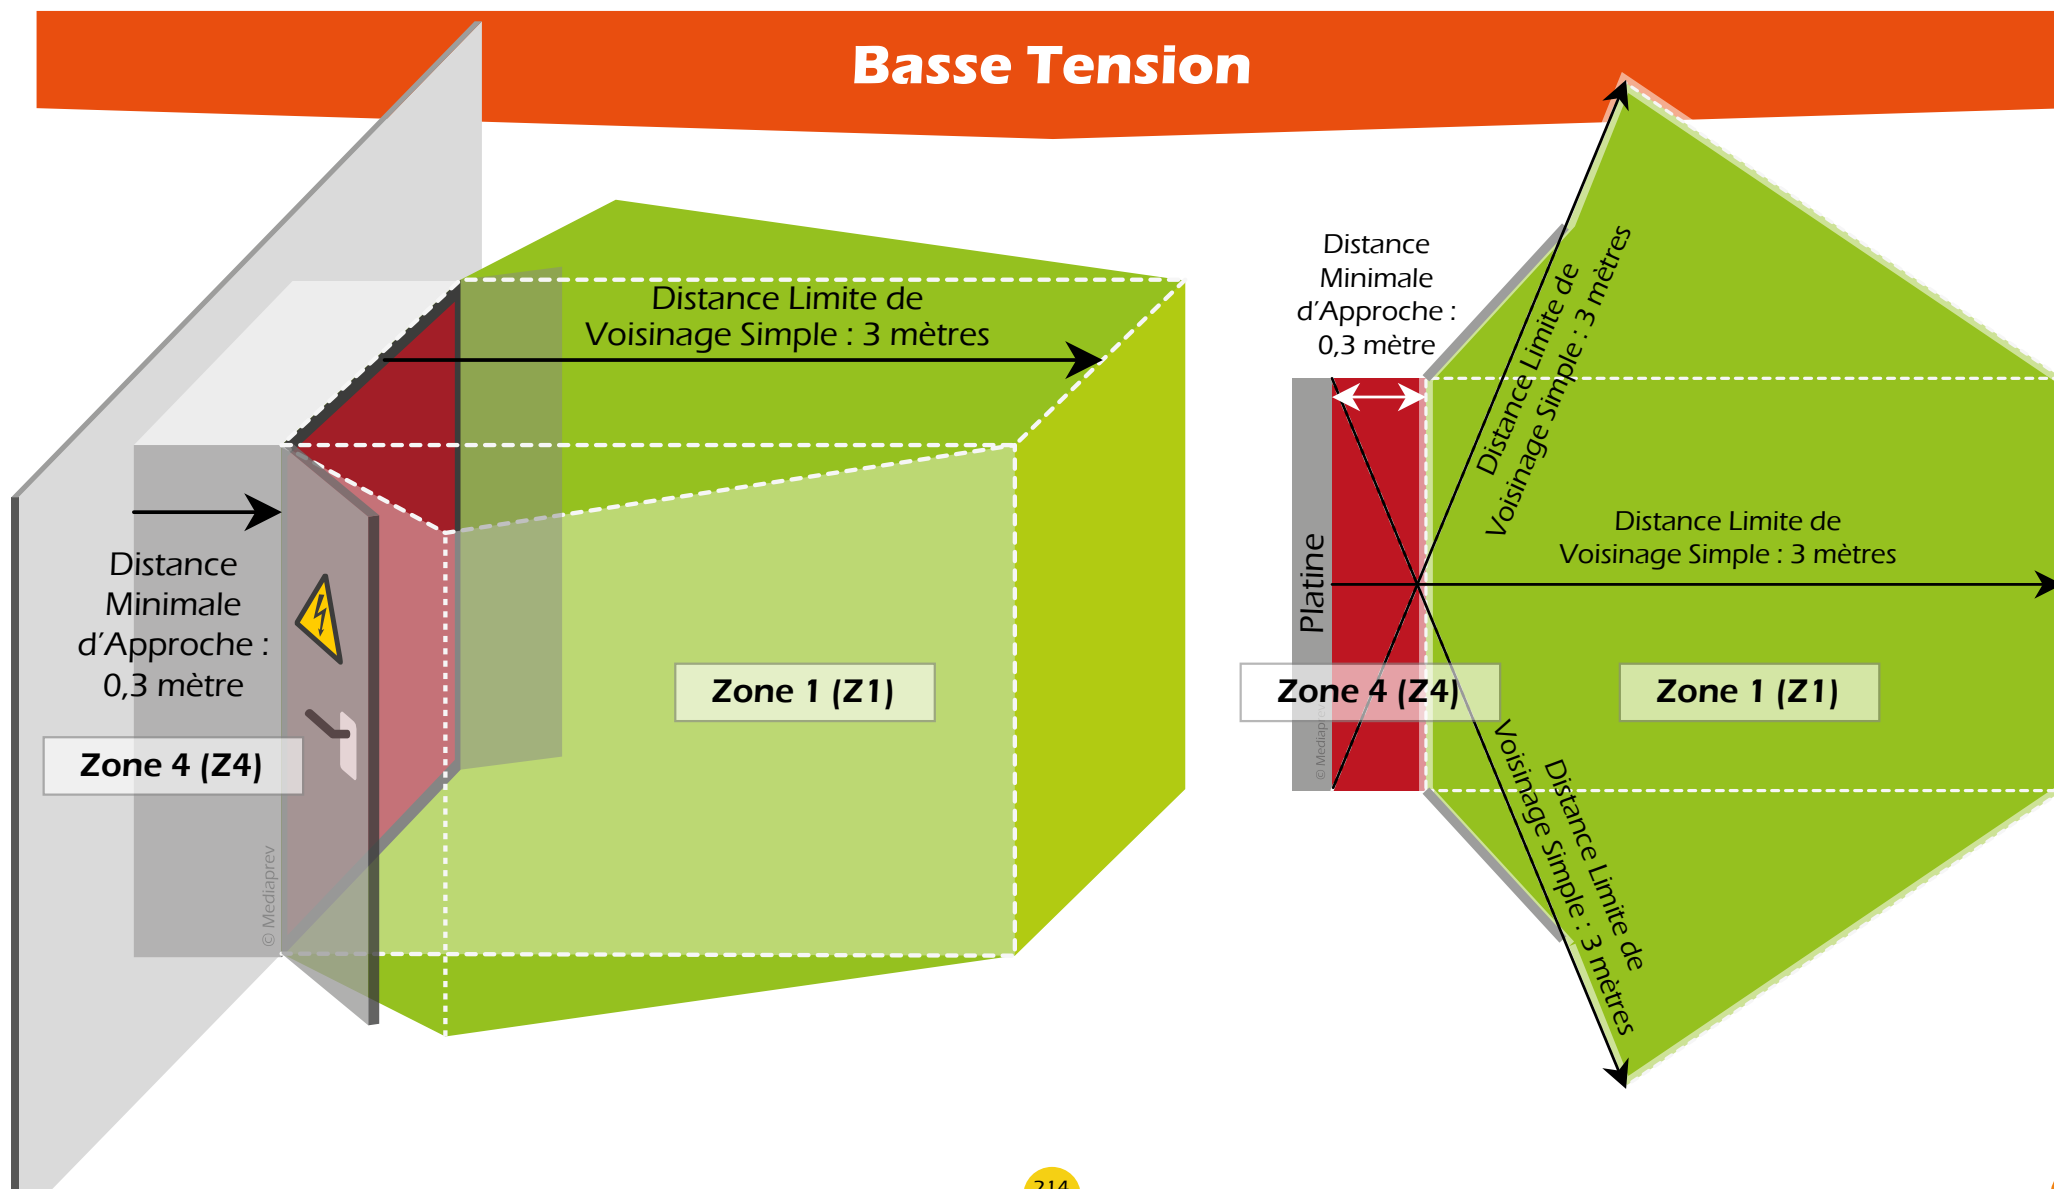 Basse Tension
Distance Limite de
Voisinage Simple : 3 mètres
Distance
Minimale
d'Approche :
0,3 mètre
Zone 4 (Z4)
Zone 1 (Z1)
© Mediaprev
Distance
Minimale
d'Approche :
0,3 mètre
Distance Limite de
Voisinage Simple : 3 mètres
Distance Limite de
Voisinage Simple : 3 mètres
Platine
Zone 4 (Z4)
Zone 1 (Z1)
© Mediaprev
Distance Limite de
Voisinage Simple : 3 mètres
214